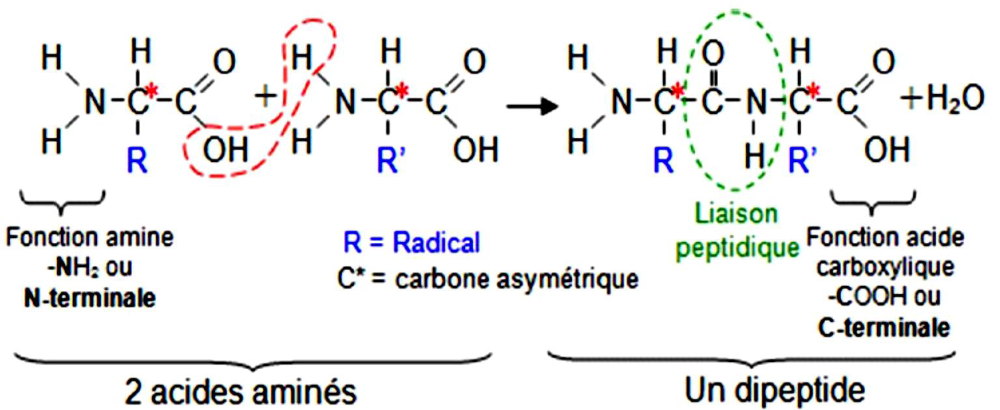 H H O H H O H H O H O
N-C*-C + N-C*-C → N-C*-C-N-C*-C +H₂O
H R OH H R' OH H R H R' OH
Liaison
peptidique
Fonction amine
-NH₂ ou
N-terminale
R = Radical
C* = carbone asymétrique
Fonction acide
carboxylique
-COOH ou
C-terminale
2 acides aminés
Un dipeptide